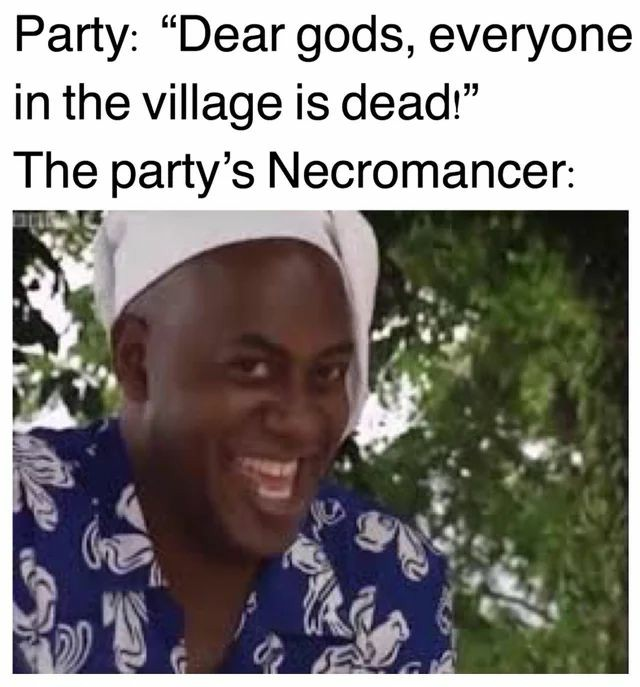 Party: “Dear gods, everyone
in the village is dead!”
The party’s Necromancer: